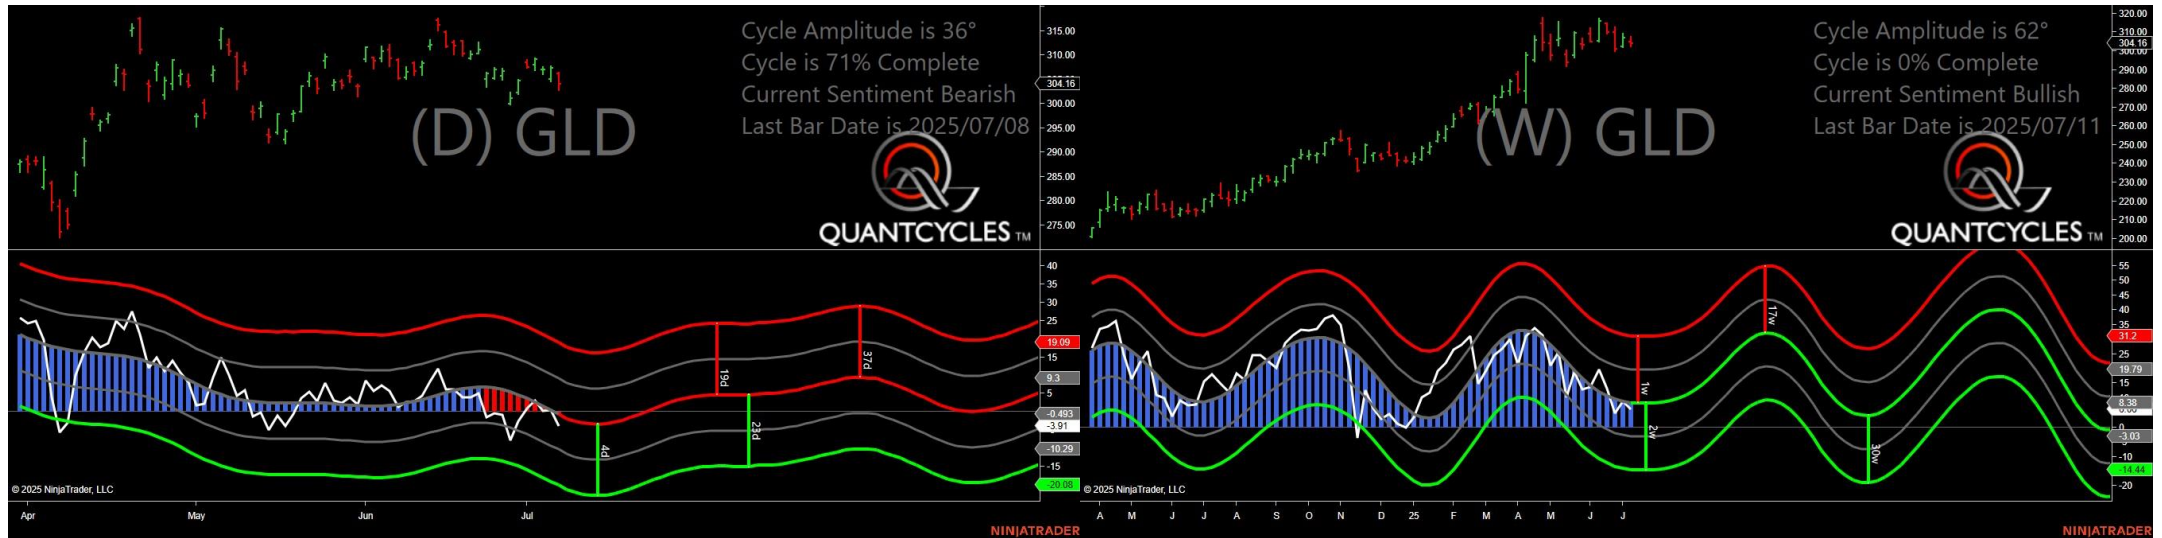 Cycle Amplitude is 36°
Cycle is 71% Complete
Current Sentiment Bearish
Last Bar Date is 2025/07/08
(D) GLD
QUANTCYCLES TM
315.00
310.00
304.16
300.00
295.00
290.00
285.00
280.00
275.00
40
35
30
25
19.09
15
9.3
5
-0.493
-3.91
-10.29
-15
-20.08
4d
19d
23d
37d
© 2025 NinjaTrader, LLC
Apr
May
Jun
Jul
NINJATRADER
Cycle Amplitude is 62°
Cycle is 0% Complete
Current Sentiment Bullish
Last Bar Date is 2025/07/11
(W) GLD
QUANTCYCLES TM
320.00
310.00
304.16
300.00
290.00
280.00
270.00
260.00
250.00
240.00
230.00
220.00
210.00
200.00
55
50
45
40
35
31.2
25
19.79
15
8.38
0
-3.03
-10
-14.44
-20
1w
2w
17w
30w
© 2025 NinjaTrader, LLC
A
M
J
J
A
S
O
N
D
25
F
M
A
M
J
J
NINJATRADER